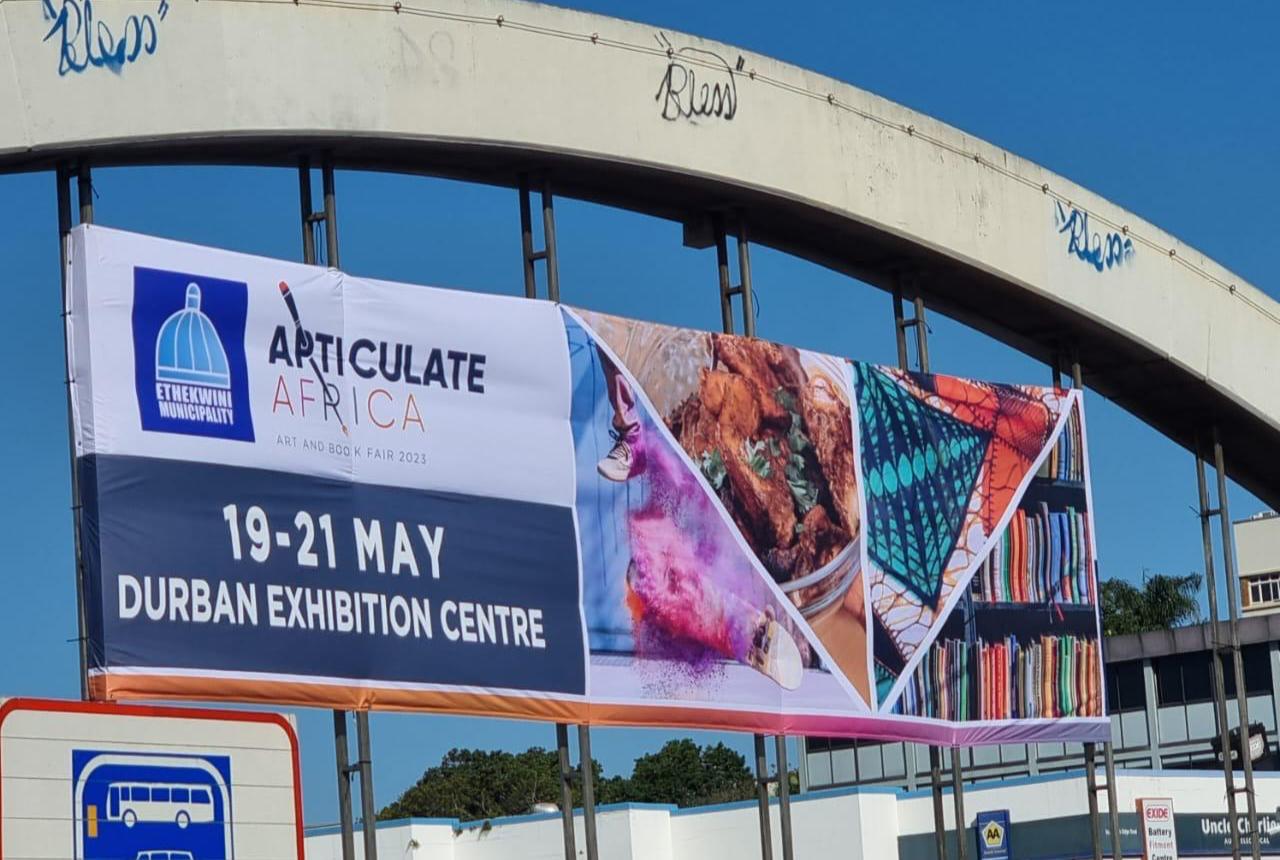 "Bless"
"Bless"
"Bless"
ETHEKWINI
MUNICIPALITY
ARTICULATE
AFRICA
ART AND BOOK FAIR 2023
19-21 MAY
DURBAN EXHIBITION CENTRE
AA
EXIDE
Battery
Fitment
Centre
Uncle Charlie